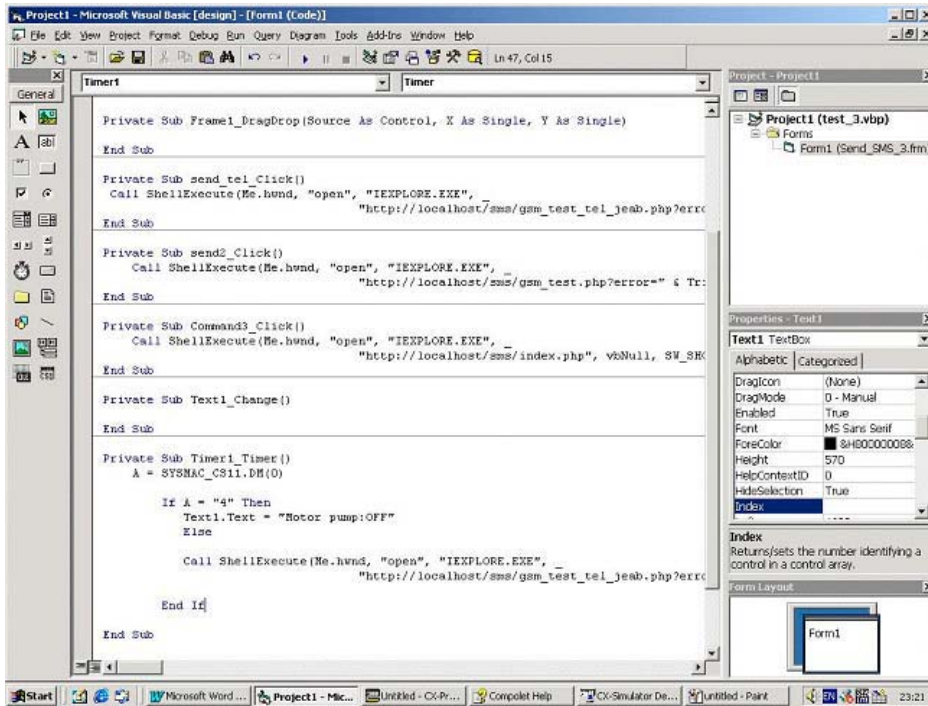 Project1 - Microsoft Visual Basic [design] - [Form1 (Code)]
File Edit View Project Format Debug Run Query Diagram Tools Add-Ins Window Help
Ln 47, Col 15
General
Timer1
Timer
Private Sub Frame1_DragDrop(Source As Control, X As Single, Y As Single)
End Sub
Private Sub send_tel_Click()
Call ShellExecute(Me.hwnd, "open", "IEXPLORE.EXE", _
"http://localhost/sms/gsm_test_tel_jeab.php?erro
End Sub
Private Sub send2_Click()
Call ShellExecute(Me.hwnd, "open", "IEXPLORE.EXE", _
"http://localhost/sms/gsm_test.php?error=" & Tr
End Sub
Private Sub Command3_Click()
Call ShellExecute(Me.hwnd, "open", "IEXPLORE.EXE", _
"http://localhost/sms/index.php", vbNull, SW_SHO
End Sub
Private Sub Text1_Change()
End Sub
Private Sub Timer1_Timer()
A = SYSMAC_CS11.DM(0)
If A = "4" Then
Text1.Text = "Motor pump:OFF"
Else
Call ShellExecute(Me.hwnd, "open", "IEXPLORE.EXE", _
"http://localhost/sms/gsm_test_tel_jeab.php?erro
End If
End Sub
Project - Project1
Project1 (test_3.vbp)
Forms
Form1 (Send_SMS_3.frm)
Properties - Text1
Text1 TextBox
Alphabetic Categorized
DragIcon (None)
DragMode 0 - Manual
Enabled True
Font MS Sans Serif
ForeColor &H80000008&
Height 570
HelpContextID 0
HideSelection True
Index
Index
Returns/sets the number identifying a
control in a control array.
Form Layout
Form1
Start
Microsoft Word ...
Project1 - Mic...
Untitled - CX-Pr...
Compolet Help
CX-Simulator De...
untitled - Paint
EN
23:21